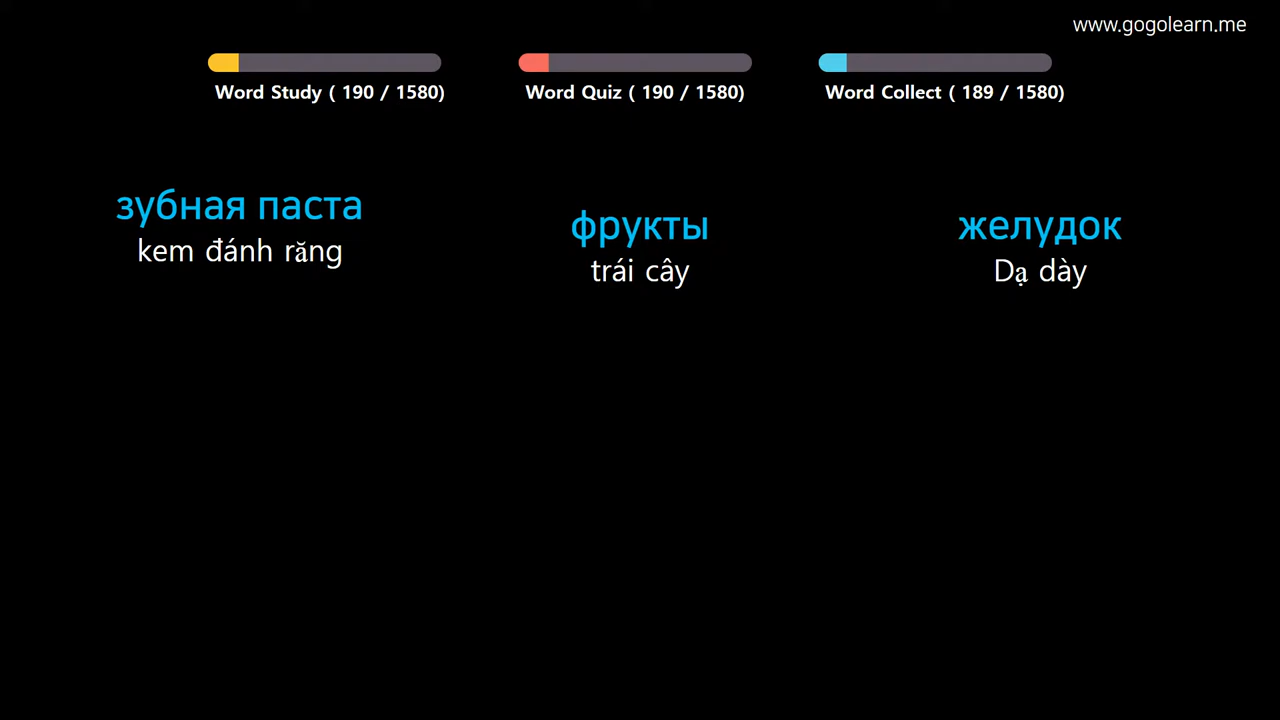 www.gogolearn.me
Word Study ( 190 / 1580)
Word Quiz ( 190 / 1580)
Word Collect ( 189 / 1580)
зубная паста
kem đánh răng
фрукты
trái cây
желудок
Dạ dày